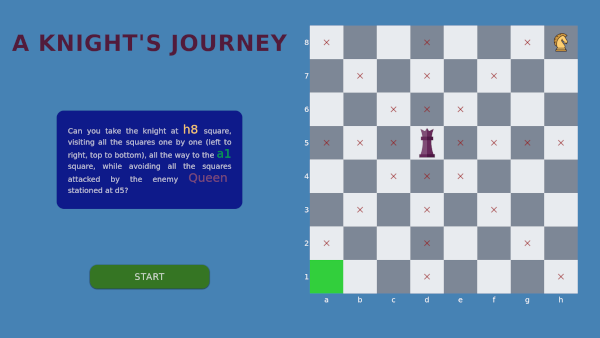 A KNIGHT'S JOURNEY
Can you take the knight at h8 square,
visiting all the squares one by one (left to
right, top to bottom), all the way to the a1
square, while avoiding all the squares
attacked by the enemy Queen
stationed at d5?
START
8
7
6
5
4
3
2
1
a b c d e f g h